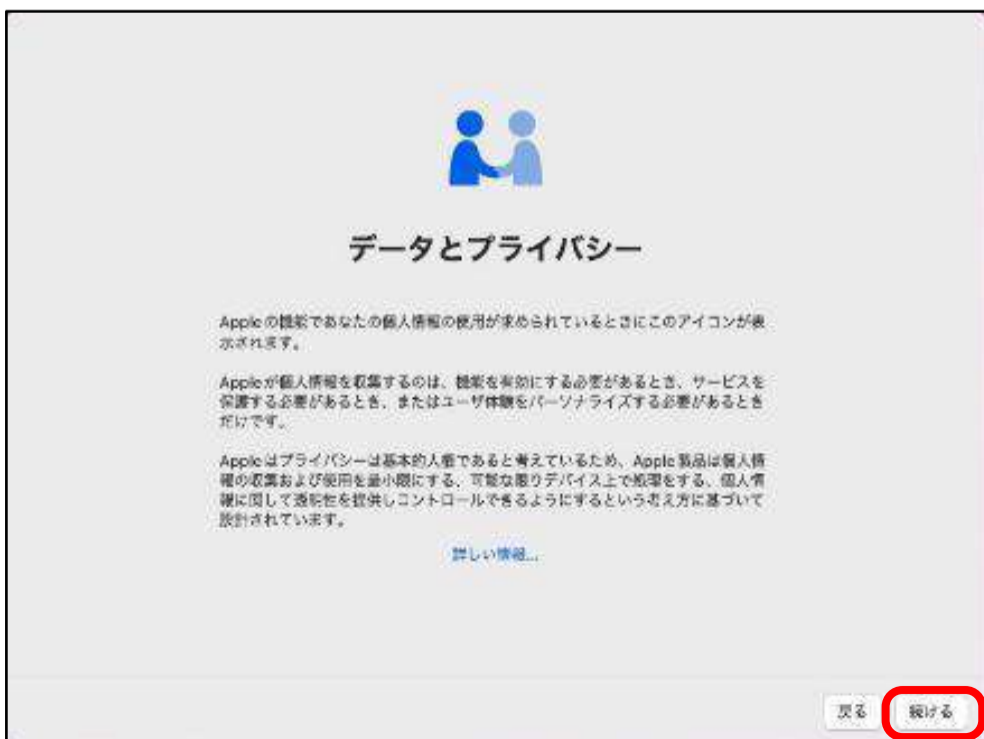 データとプライバシー
Appleの機能であなたの個人情報の使用が求められているときにこのアイコンが表
示されます。
Appleが個人情報を収集するのは、機能を有効にする必要があるとき、サービスを
保護する必要があるとき、またはユーザ体験をパーソナライズする必要があるとき
だけです。
Appleはプライバシーは基本的人権であると考えているため、Apple製品は個人情
報の収集および使用を最小限にする、可能な限りデバイス上で処理をする、個人情
報に関して透明性を提供しコントロールできるようにするという考え方に基づいて
設計されています。
詳しい情報...
戻る
続ける